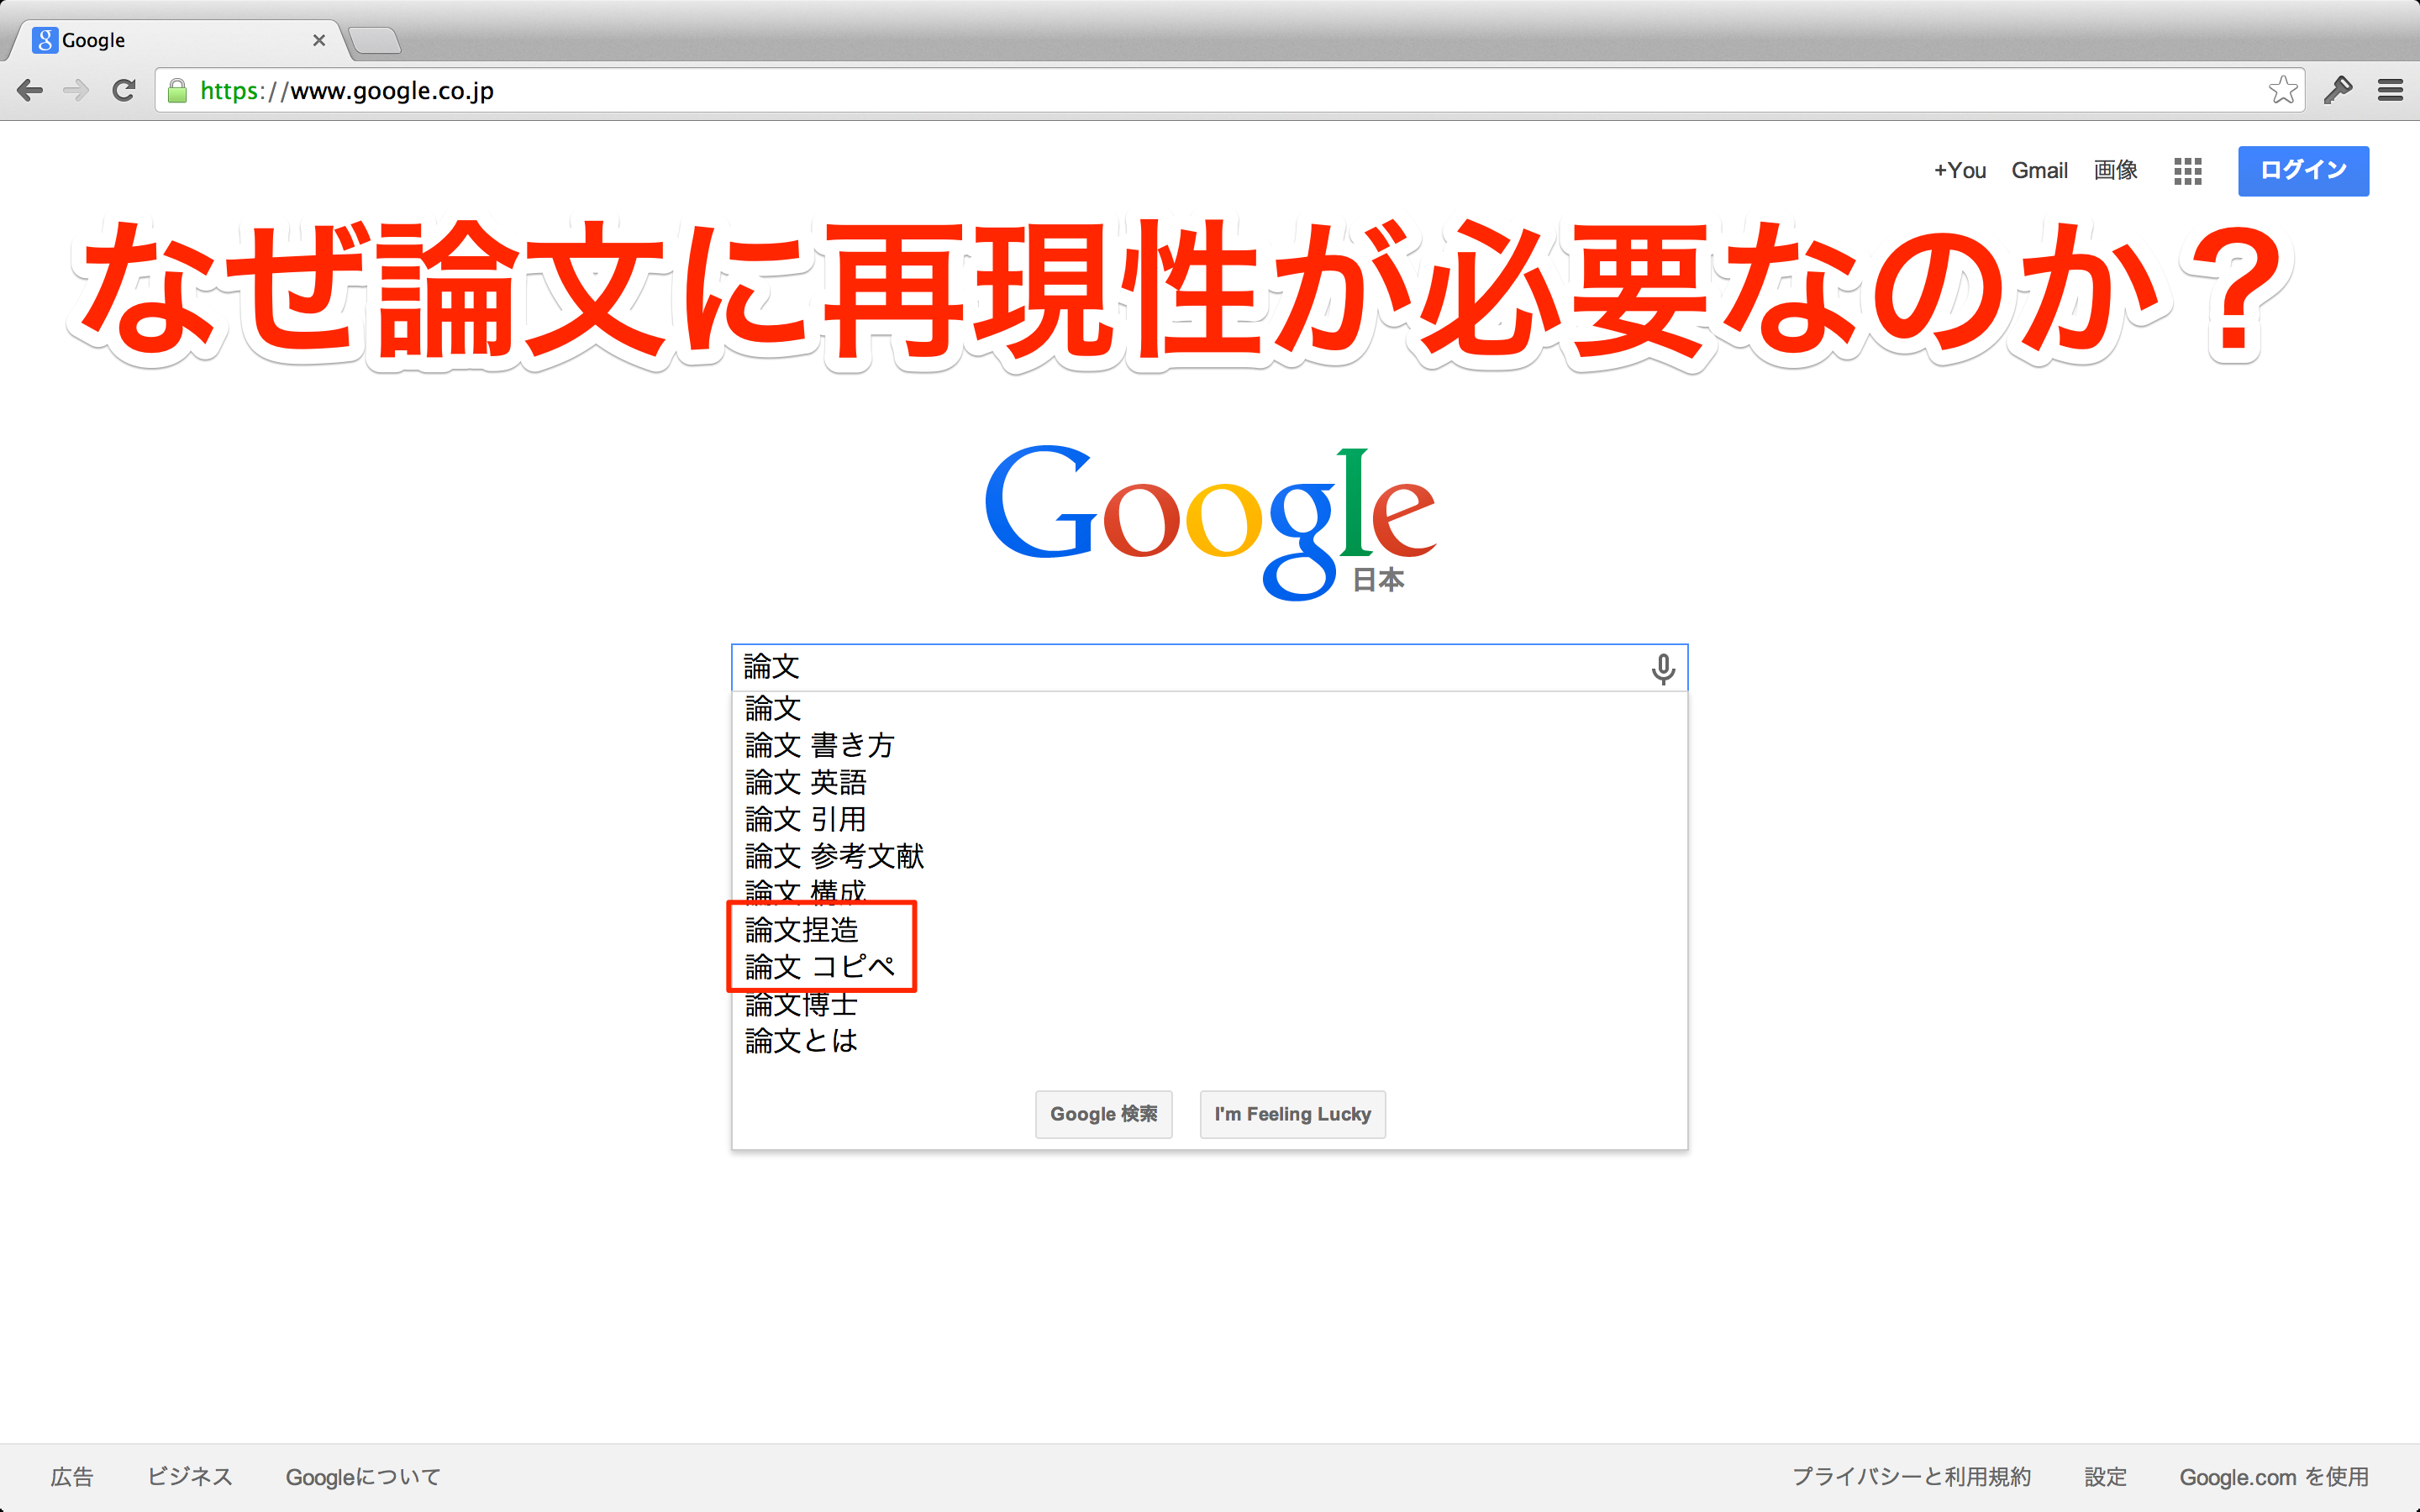 Google
https://www.google.co.jp
+You Gmail 画像 ログイン
なぜ論文に再現性が必要なのか？
Google
日本
論文
論文
論文 書き方
論文 英語
論文 引用
論文 参考文献
論文 構成
論文捏造
論文 コピペ
論文博士
論文とは
Google 検索 I'm Feeling Lucky
広告 ビジネス Googleについて プライバシーと利用規約 設定 Google.com を使用